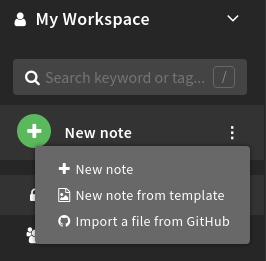 My Workspace
Search keyword or tag... /
New note
New note
New note from template
Import a file from GitHub